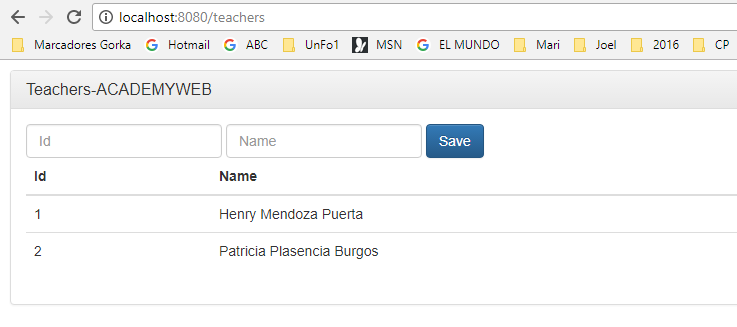 localhost:8080/teachers
Marcadores Gorka Hotmail ABC UnFo1 MSN EL MUNDO Mari Joel 2016 CP
Teachers-ACADEMYWEB
Id Name Save
Id Name
1 Henry Mendoza Puerta
2 Patricia Plasencia Burgos